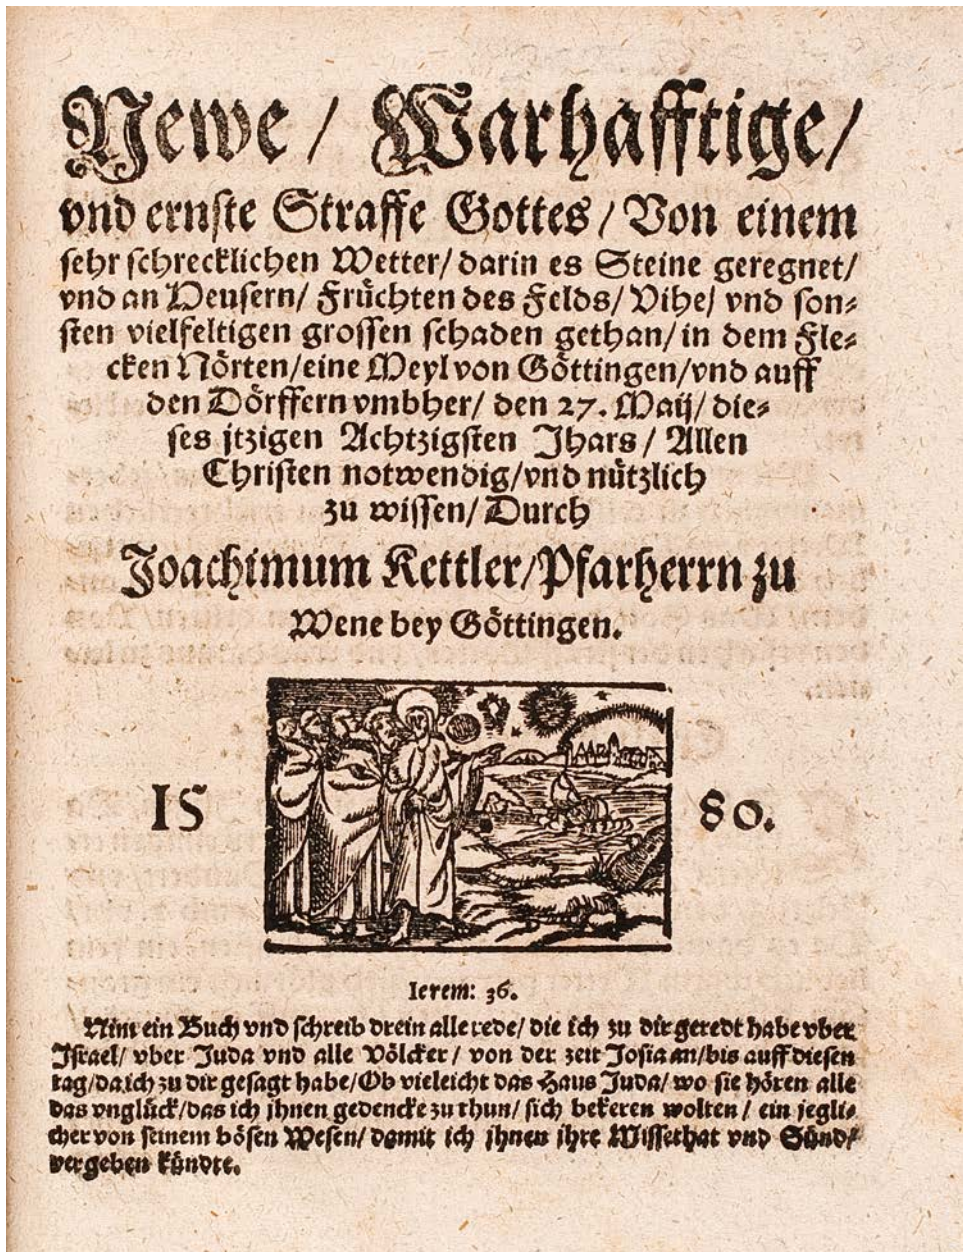 Newe / Warhafftige /
vnd ernste Straffe Gottes / Von einem
sehr schrecklichen Wetter / darin es Steine geregnet /
vnd an Heusern / Früchten des Felds / Vihe / vnd son⸗
sten vielfeltigen grossen schaden gethan / in dem Fle⸗
cken Nörten / eine Meyl von Göttingen / vnd auff
den Dörffern vmbher / den 27. Maij / die⸗
ses jtzigen Achtzigsten Jhars / Allen
Christen notwendig / vnd nützlich
zu wissen / Durch
Joachimum Kettler / Pfarherrn zu
Wene bey Göttingen.
15 80.
Ierem: 36.
Nim ein Buch vnd schreib drein alle rede / die ich zu dir geredt habe vber
Israel / vber Juda vnd alle Völcker / von der zeit Josia an / bis auff diesen
tag / da ich zu dir gesagt habe / Ob vieleicht das Haus Juda / wo sie hören alle
das vnglück / das ich jhnen gedencke zu thun / sich bekeren wolten / ein jegli⸗
cher von seinem bösen Wesen / damit ich jhnen jhre Missethat vnd Sünd /
vergeben kündte.